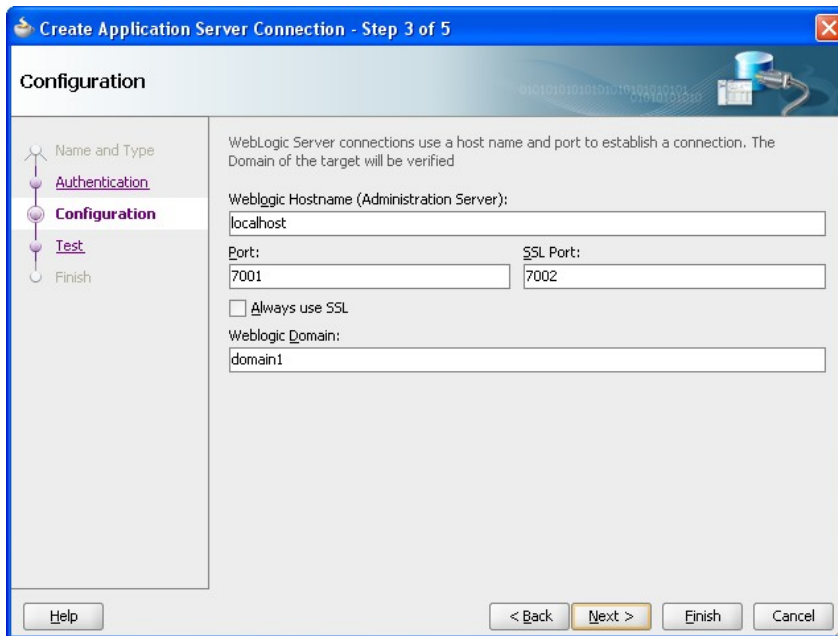 Create Application Server Connection - Step 3 of 5
Configuration
Name and Type
Authentication
Configuration
Test
Finish
WebLogic Server connections use a host name and port to establish a connection. The
Domain of the target will be verified
Weblogic Hostname (Administration Server):
localhost
Port:
SSL Port:
7001
7002
Always use SSL
Weblogic Domain:
domain1
Help
< Back
Next >
Finish
Cancel